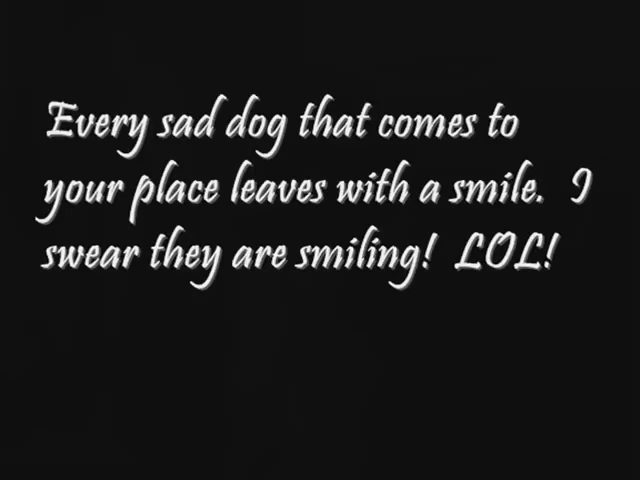 Every sad dog that comes to
your place leaves with a smile.  I
swear they are smiling!  LOL!